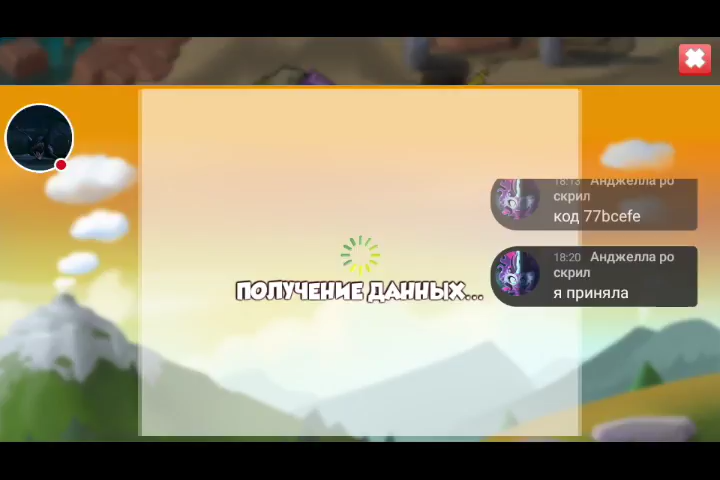 18:13 Анджелла ро
скрил
код 77bcefe
18:20 Анджелла ро
скрил
я приняла
ПОЛУЧЕНИЕ ДАННЫХ...